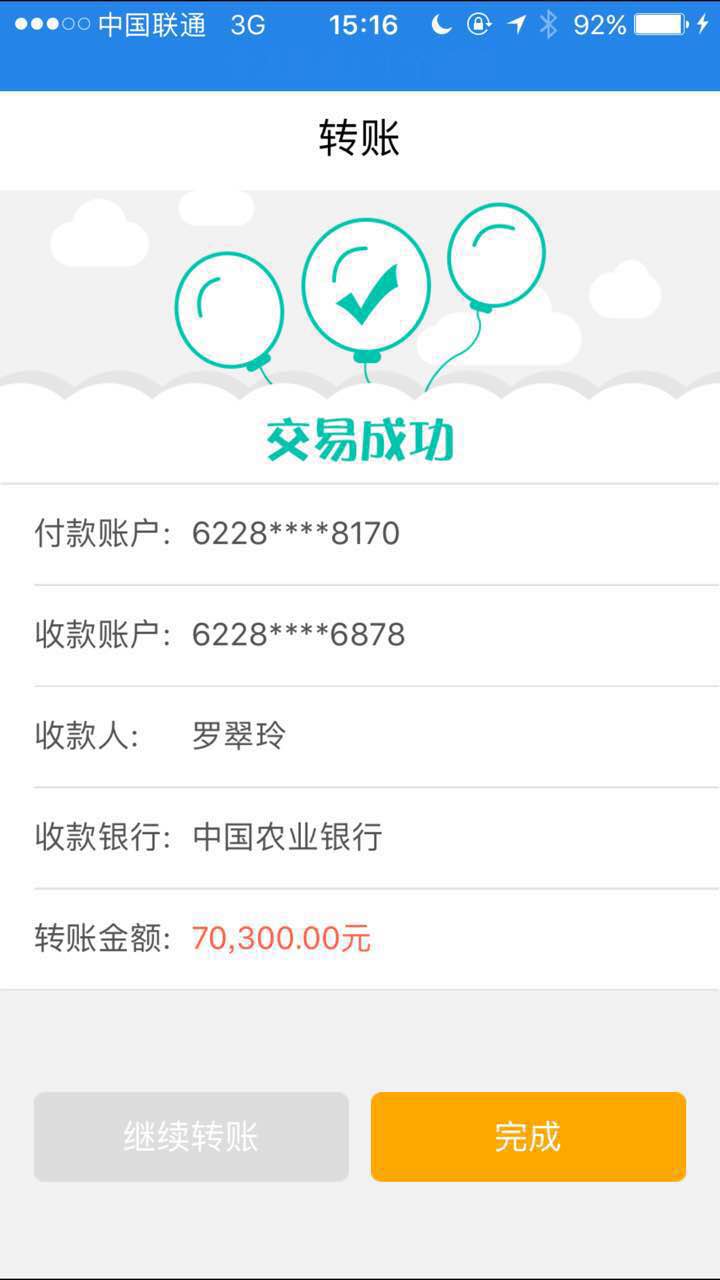 中国联通 3G 15:16 92%
转账
交易成功
付款账户: 6228****8170
收款账户: 6228****6878
收款人: 罗翠玲
收款银行: 中国农业银行
转账金额: 70,300.00元
继续转账 完成